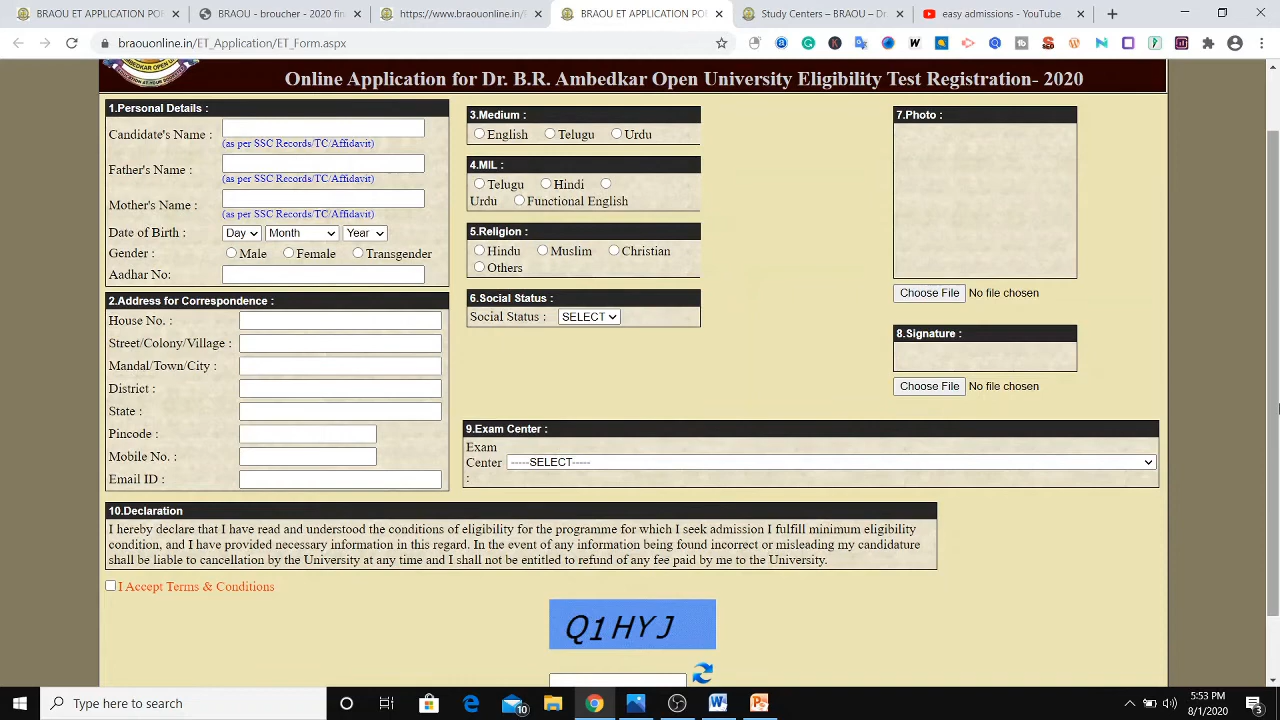 BRAOU ET APPLICATION PO
BRAOU - broucher - 2020 fin
https://www.braouonline.in/E
BRAOU ET APPLICATION PO
Study Centers – BRAOU – Dr
easy admissions - YouTube
braouonline.in/ET_Application/ET_Form.aspx
Online Application for Dr. B.R. Ambedkar Open University Eligibility Test Registration- 2020
1.Personal Details :
Candidate's Name :
(as per SSC Records/TC/Affidavit)
Father's Name :
(as per SSC Records/TC/Affidavit)
Mother's Name :
(as per SSC Records/TC/Affidavit)
Date of Birth : Day Month Year
Gender : Male Female Transgender
Aadhar No:
2.Address for Correspondence :
House No. :
Street/Colony/Village :
Mandal/Town/City :
District :
State :
Pincode :
Mobile No. :
Email ID :
3.Medium :
English Telugu Urdu
4.MIL :
Telugu Hindi
Urdu Functional English
5.Religion :
Hindu Muslim Christian
Others
6.Social Status :
Social Status : SELECT
7.Photo :
Choose File No file chosen
8.Signature :
Choose File No file chosen
9.Exam Center :
Exam
Center -----SELECT-----
:
10.Declaration
I hereby declare that I have read and understood the conditions of eligibility for the programme for which I seek admission I fulfill minimum eligibility
condition, and I have provided necessary information in this regard. In the event of any information being found incorrect or misleading my candidature
shall be liable to cancellation by the University at any time and I shall not be entitled to refund of any fee paid by me to the University.
I Accept Terms & Conditions
Q1HYJ
Type here to search
10
5:53 PM
8/1/2020
3